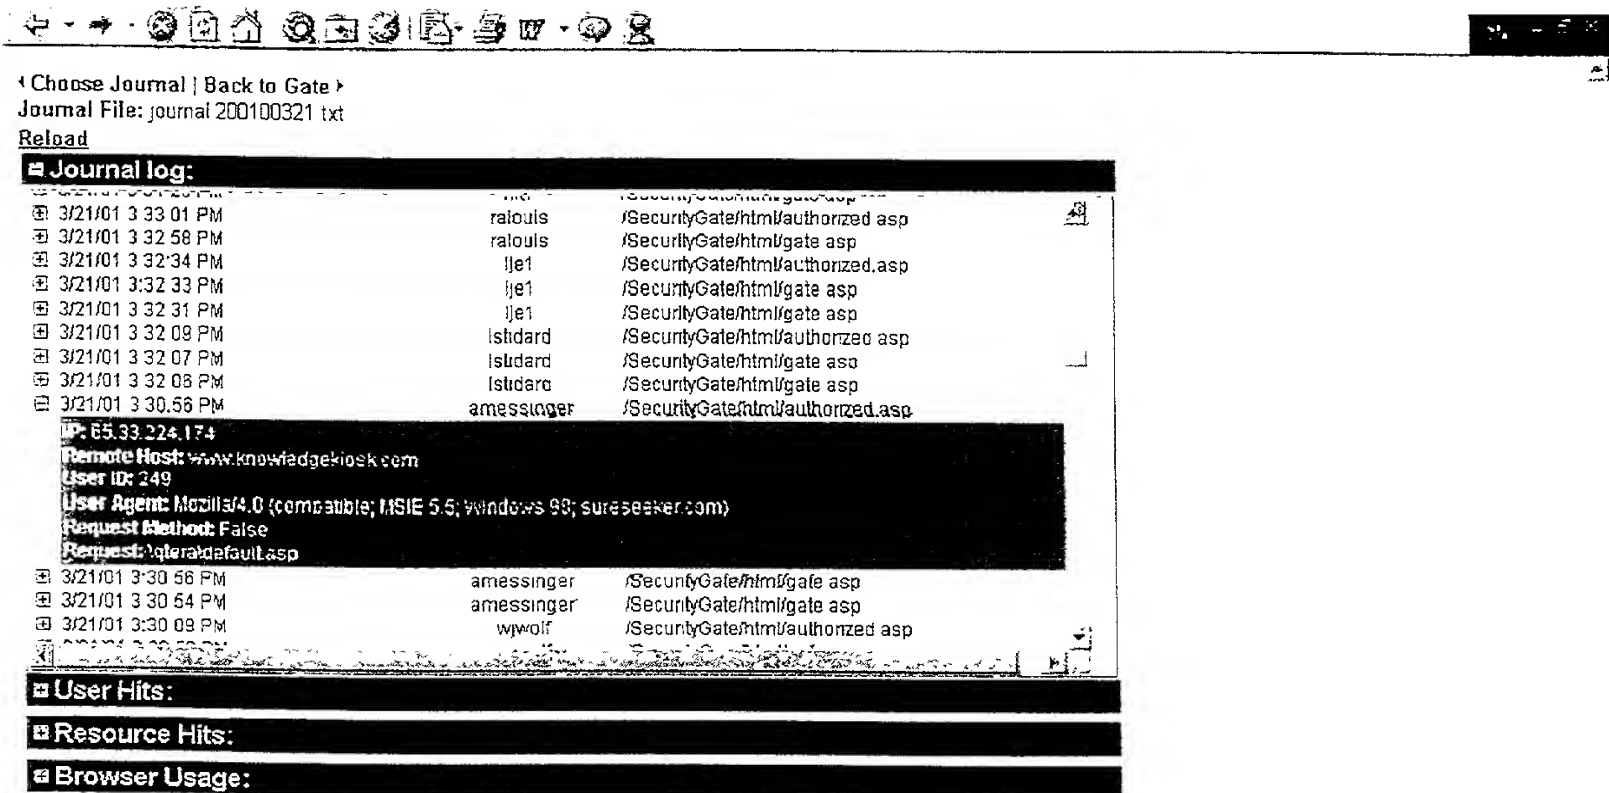 Choose Journal | Back to Gate
Journal File: journal 200100321 txt
Reload
Journal log:
3/21/01 3 33 01 PM ralouis /SecurityGate/html/authorized asp
3/21/01 3 32 58 PM ralouis /SecurityGate/html/gate asp
3/21/01 3 32:34 PM lje1 /SecurityGate/html/authorized.asp
3/21/01 3:32 33 PM lje1 /SecurityGate/html/gate asp
3/21/01 3 32 31 PM lje1 /SecurityGate/html/gate asp
3/21/01 3 32 09 PM /SecurityGate/html/authorized asp
3/21/01 3 32 07 PM /SecurityGate/html/gate asp
3/21/01 3 32 06 PM /SecurityGate/html/gate asp
3/21/01 3 30.56 PM amessinger /SecurityGate/html/authorized.asp
IP: 65.33.224.174
Remote Host: www.knowledgekiosk.com
User ID: 249
User Agent: Mozilla/4.0 (compatible; MSIE 5.5; Windows 98; sureseeker.com)
Request Method: False
Request: \qtera\default.asp
3/21/01 3:30 56 PM amessinger /SecurityGate/html/gate asp
3/21/01 3 30 54 PM amessinger /SecurityGate/html/gate asp
3/21/01 3:30 09 PM wjwolf /SecurityGate/html/authorized asp
User Hits:
Resource Hits:
Browser Usage: